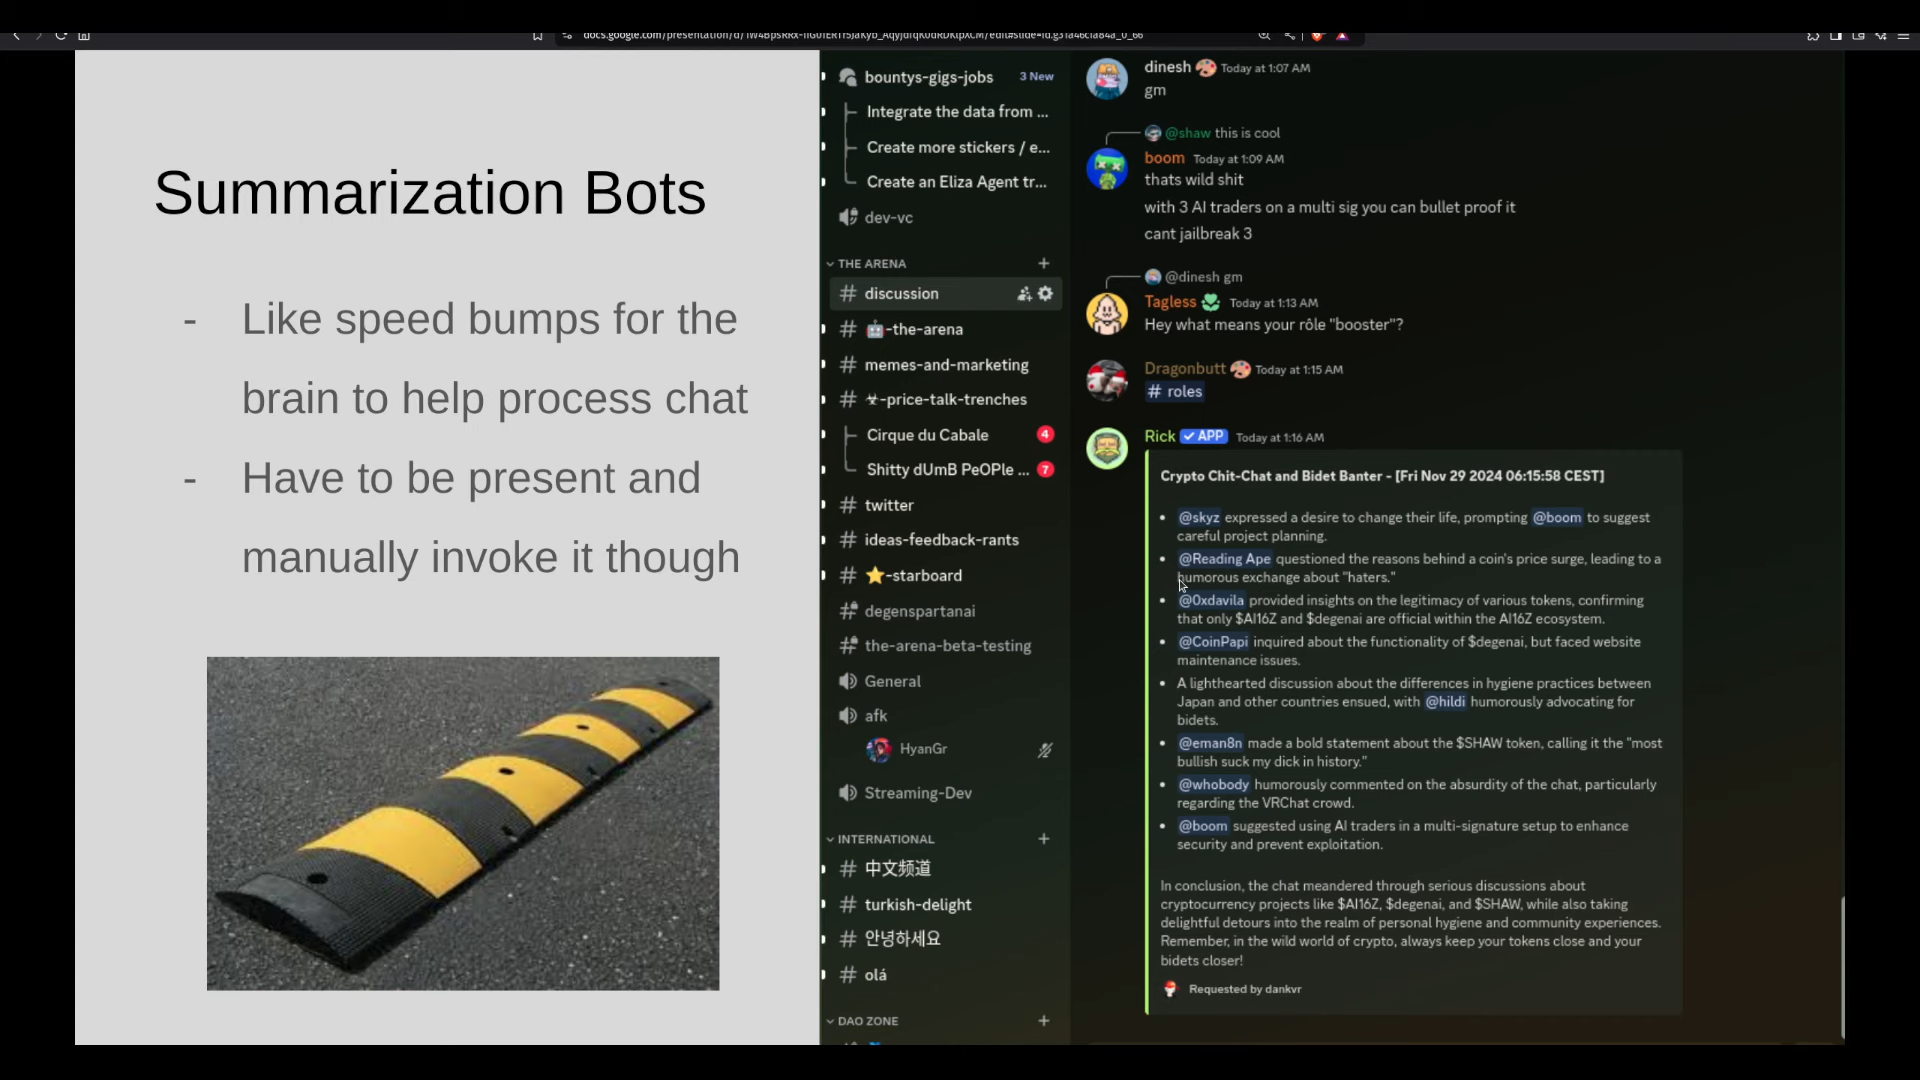 Summarization Bots
- Like speed bumps for the
brain to help process chat
- Have to be present and
manually invoke it though
bountys-gigs-jobs 3 New
Integrate the data from ...
Create more stickers / e...
Create an Eliza Agent tr...
dev-vc
THE ARENA +
# discussion
# 🤖-the-arena
# memes-and-marketing
# ☣-price-talk-trenches
Cirque du Cabale 4
Shitty dUmB PeOPle ... 7
# twitter
# ideas-feedback-rants
# ⭐-starboard
# degenspartanai
# the-arena-beta-testing
General
afk
HyanGr
Streaming-Dev
INTERNATIONAL +
# 中文频道
# turkish-delight
# 안녕하세요
# olá
DAO ZONE +
dinesh Today at 1:07 AM
gm
@shaw this is cool
boom Today at 1:09 AM
thats wild shit
with 3 AI traders on a multi sig you can bullet proof it
cant jailbreak 3
@dinesh gm
Tagless Today at 1:13 AM
Hey what means your rôle "booster"?
Dragonbutt Today at 1:15 AM
# roles
Rick ✓ APP Today at 1:16 AM
Crypto Chit-Chat and Bidet Banter - [Fri Nov 29 2024 06:15:58 CEST]
• @skyz expressed a desire to change their life, prompting @boom to suggest
careful project planning.
• @Reading Ape questioned the reasons behind a coin's price surge, leading to a
humorous exchange about "haters."
• @0xdavila provided insights on the legitimacy of various tokens, confirming
that only $AI16Z and $degenai are official within the AI16Z ecosystem.
• @CoinPapi inquired about the functionality of $degenai, but faced website
maintenance issues.
• A lighthearted discussion about the differences in hygiene practices between
Japan and other countries ensued, with @hildi humorously advocating for
bidets.
• @eman8n made a bold statement about the $SHAW token, calling it the "most
bullish suck my dick in history."
• @whobody humorously commented on the absurdity of the chat, particularly
regarding the VRChat crowd.
• @boom suggested using AI traders in a multi-signature setup to enhance
security and prevent exploitation.
In conclusion, the chat meandered through serious discussions about
cryptocurrency projects like $AI16Z, $degenai, and $SHAW, while also taking
delightful detours into the realm of personal hygiene and community experiences.
Remember, in the wild world of crypto, always keep your tokens close and your
bidets closer!
Requested by dankvr